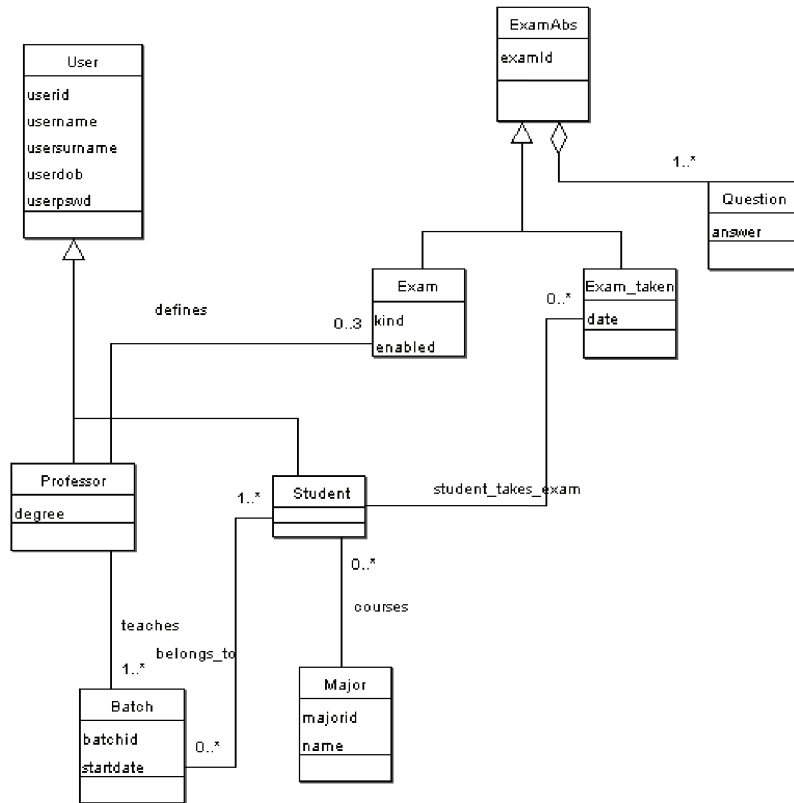 ExamAbs
examId
User
userid
username
usersurname
userdob
userpswd
1..*
Question
answer
Exam
kind
enabled
Exam_taken
date
defines
0..3
0..*
Professor
degree
1..*
Student
student_takes_exam
0..*
courses
teaches
belongs_to
1..*
Batch
batchid
startdate
0..*
Major
majorid
name